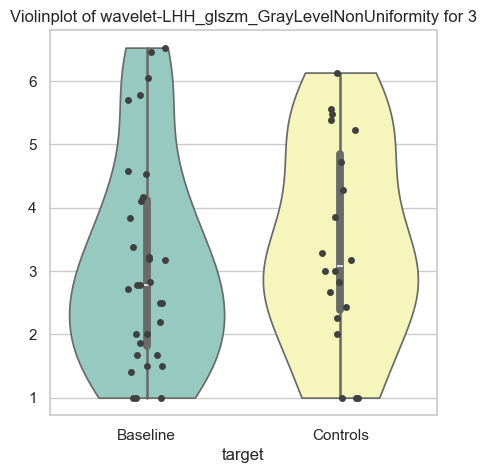 Violinplot of wavelet-LHH_glszm_GrayLevelNonUniformity for 3
6
5
4
3
2
1
Baseline Controls
target